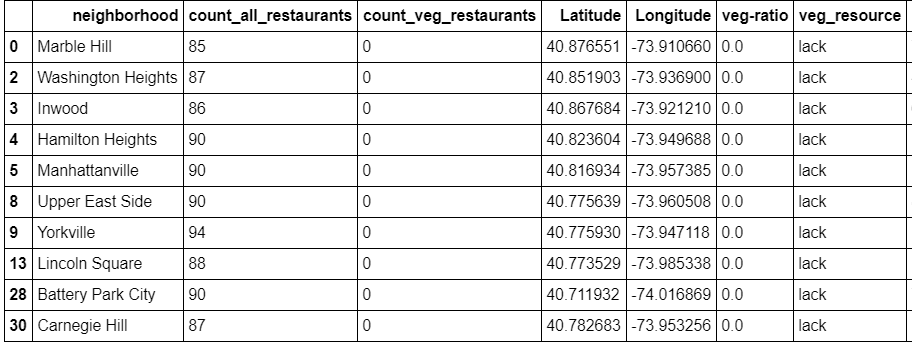 neighborhood count_all_restaurants count_veg_restaurants Latitude Longitude veg-ratio veg_resource
0 Marble Hill 85 0 40.876551 -73.910660 0.0 lack
2 Washington Heights 87 0 40.851903 -73.936900 0.0 lack
3 Inwood 86 0 40.867684 -73.921210 0.0 lack
4 Hamilton Heights 90 0 40.823604 -73.949688 0.0 lack
5 Manhattanville 90 0 40.816934 -73.957385 0.0 lack
8 Upper East Side 90 0 40.775639 -73.960508 0.0 lack
9 Yorkville 94 0 40.775930 -73.947118 0.0 lack
13 Lincoln Square 88 0 40.773529 -73.985338 0.0 lack
28 Battery Park City 90 0 40.711932 -74.016869 0.0 lack
30 Carnegie Hill 87 0 40.782683 -73.953256 0.0 lack